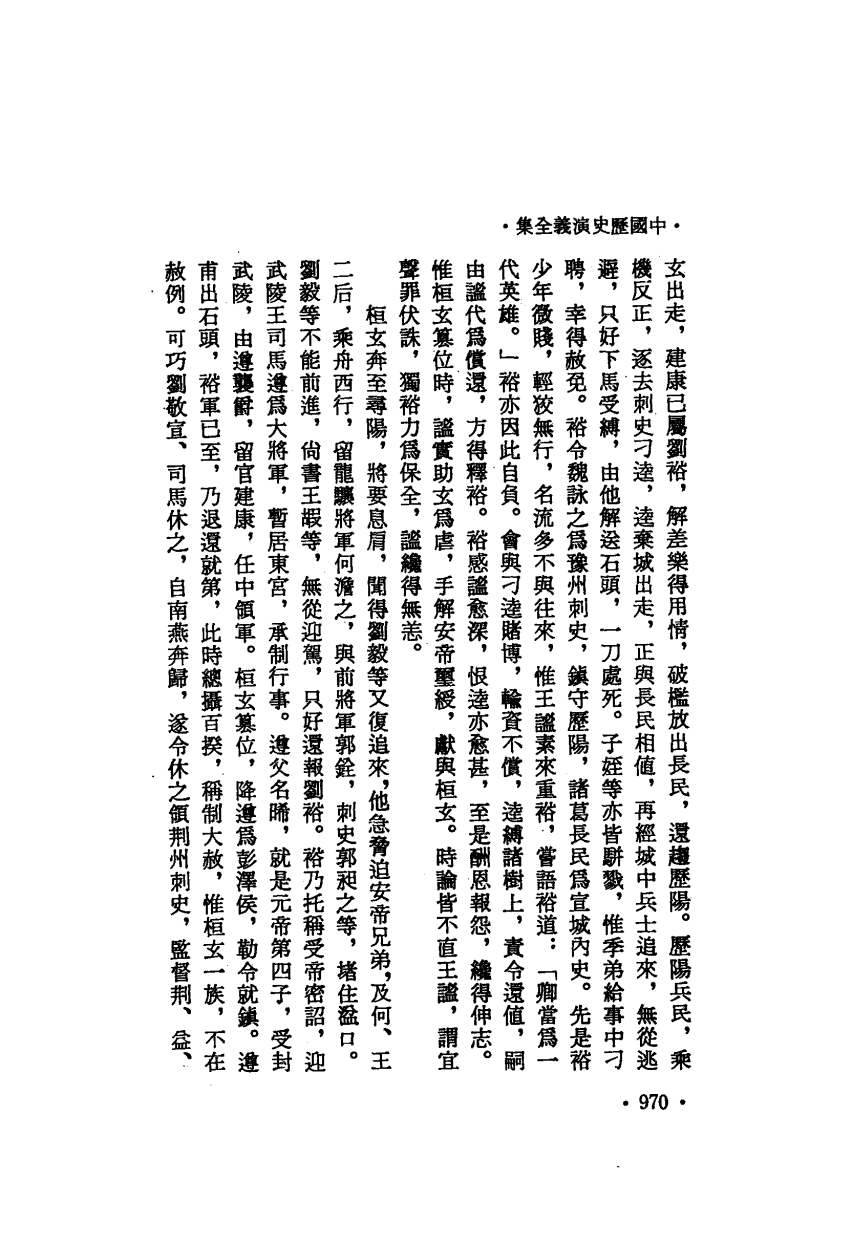 ·中國歷史演義全集·
玄出走，建康已屬劉裕，解差樂得用情，破檻放出長民，還趨歷陽。歷陽兵民，乘
機反正，逐去刺史刁逵，逵棄城出走，正與長民相值，再經城中兵士追來，無從逃
遲，只好下馬受縛，由他解送石頭，一刀處死。子姪等亦皆駢戮，惟季弟給事中刁
聘，幸得赦免。裕令魏詠之爲豫州刺史，鎮守歷陽，諸葛長民爲宣城內史。先是裕
少年微賤，輕狡無行，名流多不與往來，惟王謐素來重裕，嘗語裕道：「卿當爲一
代英雄。」裕亦因此自負。會與刁逵賭博，輸資不償，逵縛諸樹上，責令還值，嗣
由謐代爲償還，方得釋裕。裕感謐愈深，恨逵亦愈甚，至是酬恩報怨，纔得伸志。
惟桓玄篡位時，謐實助玄爲虐，手解安帝璽綬，獻與桓玄。時論皆不直王謐，謂宜
聲罪伏誅，獨裕力爲保全，謐纔得無恙。
桓玄奔至尋陽，將要息肩，聞得劉毅等又復追來，他急脅迫安帝兄弟，及何、王
二后，乘舟西行，留龍驤將軍何澹之，與前將軍郭銓，刺史郭昶之等，堵住湓口。
劉毅等不能前進，尙書王嘏等，無從迎駕，只好還報劉裕。裕乃托稱受帝密詔，迎
武陵王司馬遵爲大將軍，暫居東宮，承制行事。遵父名晞，就是元帝第四子，受封
武陵，由遵襲爵，留官建康，任中領軍。桓玄篡位，降遵爲彭澤侯，勒令就鎮。遵
甫出石頭，裕軍已至，乃退還就第，此時總攝百揆，稱制大赦，惟桓玄一族，不在
赦例。可巧劉敬宣、司馬休之，自南燕奔歸，遂令休之領荆州刺史，監督荆、益、
·970·